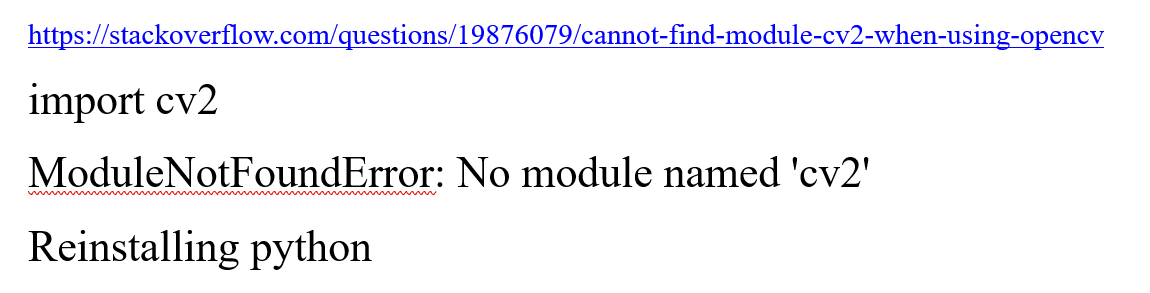 https://stackoverflow.com/questions/19876079/cannot-find-module-cv2-when-using-opencv
import cv2
ModuleNotFoundError: No module named 'cv2'
Reinstalling python